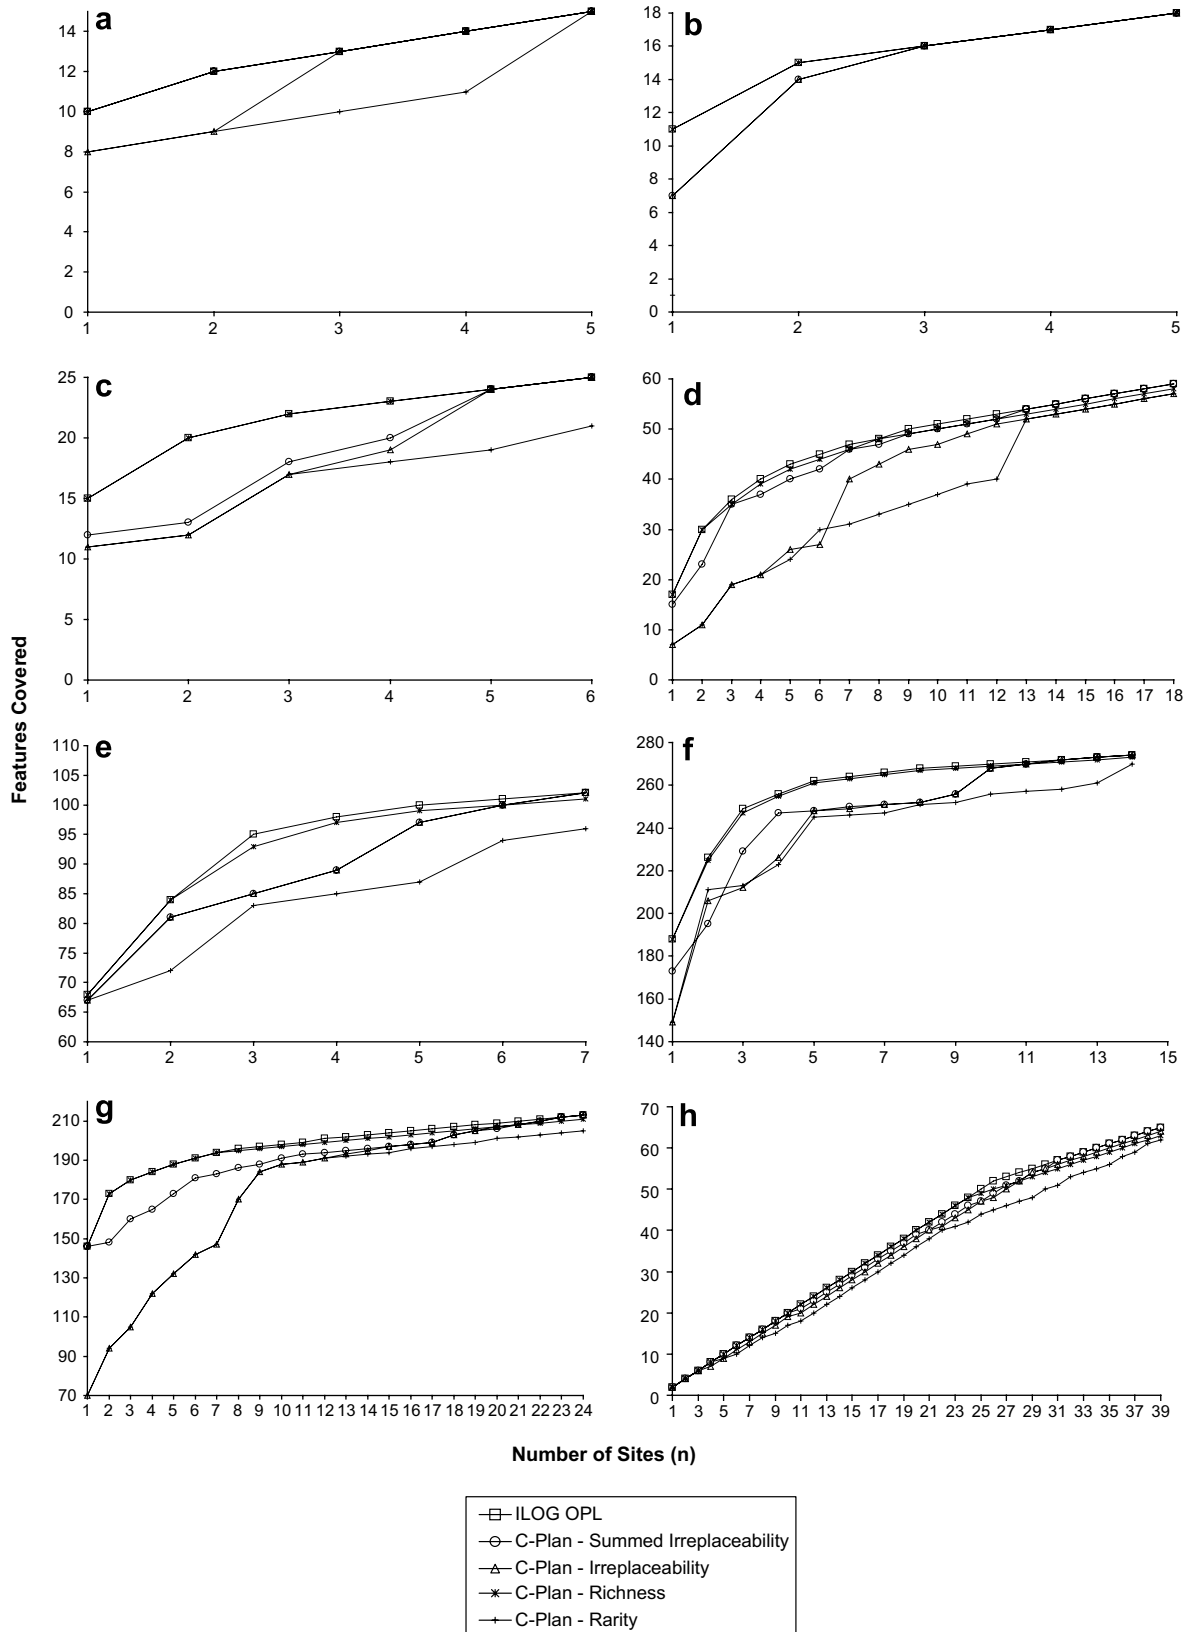 a
14
12
10
8
6
4
2
0
1 2 3 4 5
b
18
16
14
12
10
8
6
4
2
0
1 2 3 4 5
c
25
20
15
10
5
0
1 2 3 4 5 6
d
60
50
40
30
20
10
0
1 2 3 4 5 6 7 8 9 10 11 12 13 14 15 16 17 18
Features Covered
e
110
105
100
95
90
85
80
75
70
65
60
1 2 3 4 5 6 7
f
280
260
240
220
200
180
160
140
1 3 5 7 9 11 13 15
g
210
190
170
150
130
110
90
70
1 2 3 4 5 6 7 8 9 10 11 12 13 14 15 16 17 18 19 20 21 22 23 24
h
70
60
50
40
30
20
10
0
1 3 5 7 9 11 13 15 17 19 21 23 25 27 29 31 33 35 37 39
Number of Sites (n)
ILOG OPL
C-Plan - Summed Irreplaceability
C-Plan - Irreplaceability
C-Plan - Richness
C-Plan - Rarity